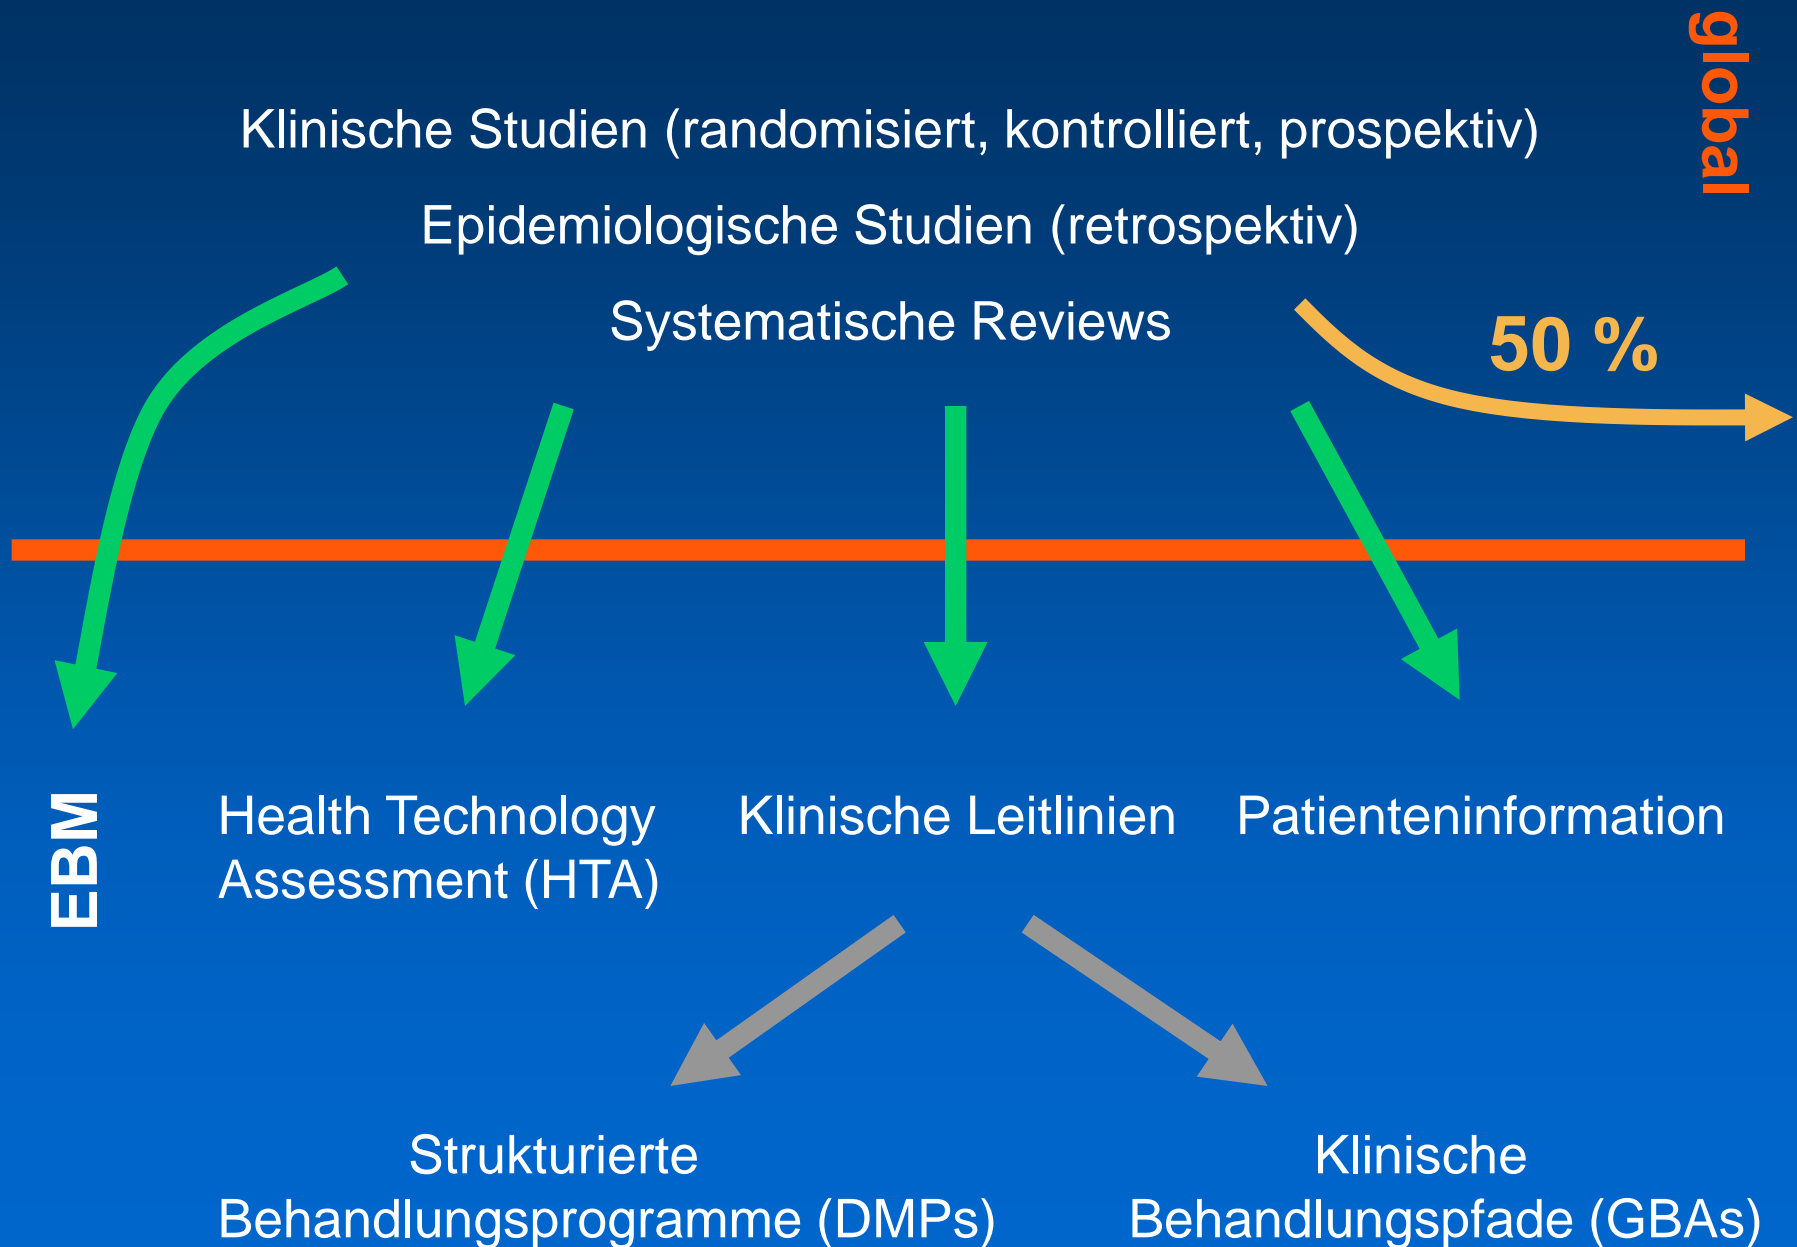 global
Klinische Studien (randomisiert, kontrolliert, prospektiv)
Epidemiologische Studien (retrospektiv)
Systematische Reviews
50 %
EBM
Health Technology
Assessment (HTA)
Klinische Leitlinien
Patienteninformation
Strukturierte
Behandlungsprogramme (DMPs)
Klinische
Behandlungspfade (GBAs)